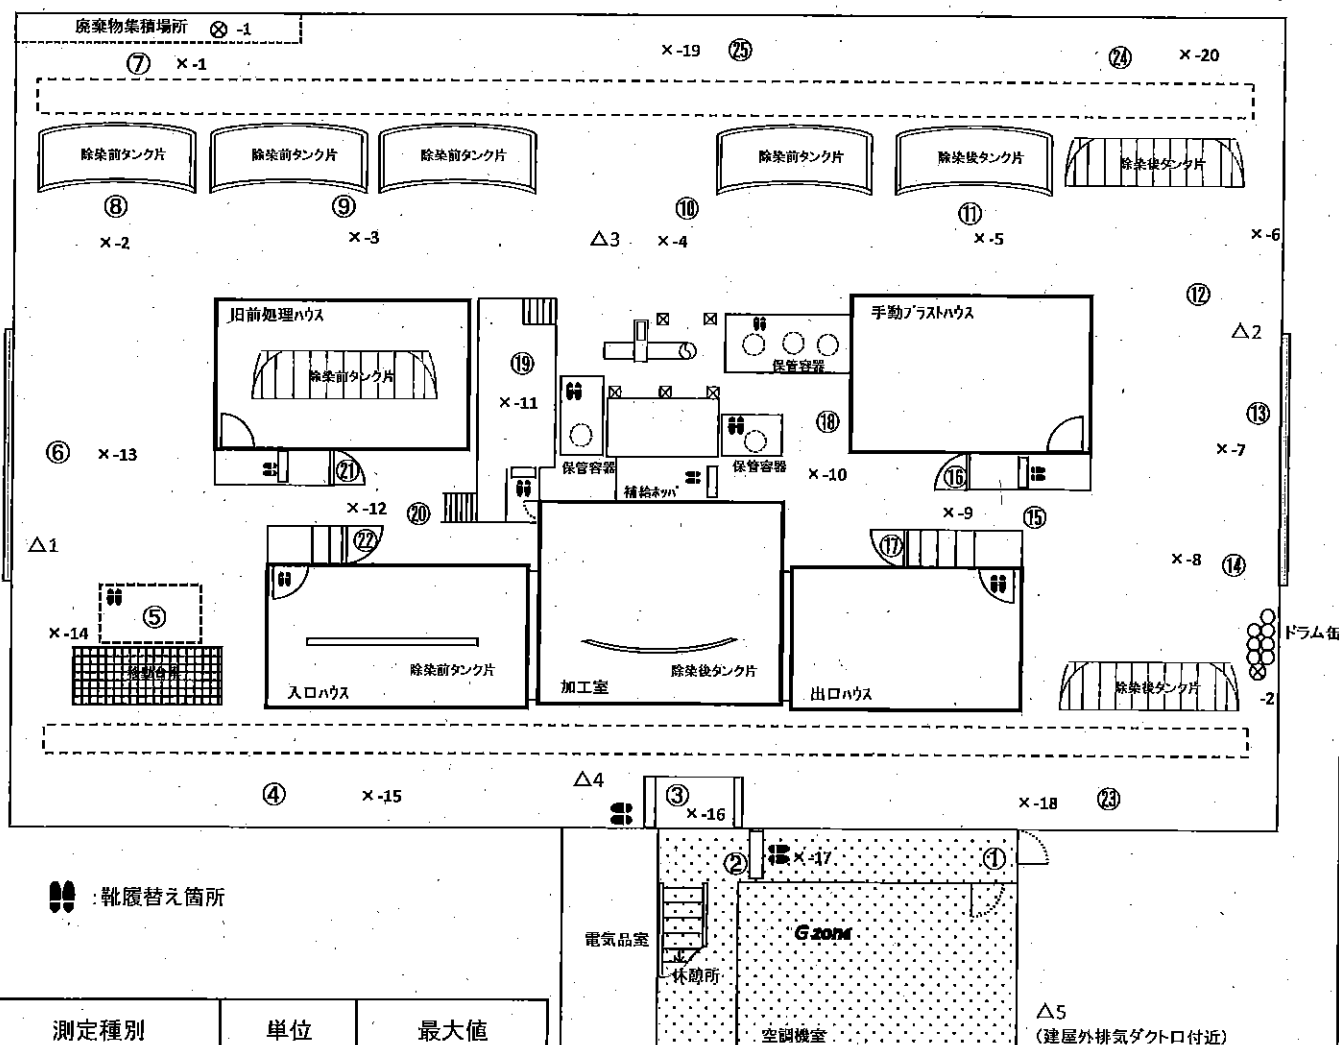 廃棄物集積場所 ⊗ -1
⑦ ×-1
×-19 ㉕
㉔ ×-20
除染前タンク片
除染前タンク片
除染前タンク片
除染前タンク片
除染後タンク片
除染後タンク片
⑧
⑨
⑩
⑪
×-2
×-3
△3 ×-4
×-5
×-6
⑫
△2
旧前処理ハウス
除染前タンク片
手動ブラストハウス
⑲
×-11
保管容器
⑱
⑬
⑥ ×-13
㉑
保管容器
保管容器
補給ホッパ
×-10
⑯
×-7
×-12 ⑳
×-9 ⑮
△1
㉒
⑰
×-8 ⑭
⑤
×-14
ドラム缶
-2
入口ハウス
除染前タンク片
加工室
除染後タンク片
出口ハウス
除染後タンク片
④ ×-15
△4
③
×-16
×-18 ㉓
② ×-17 ①
:靴履替え箇所
電気品室
G zone
休憩所
空調機室
△5
(建屋外排気ダクト口付近)
測定種別 単位 最大値